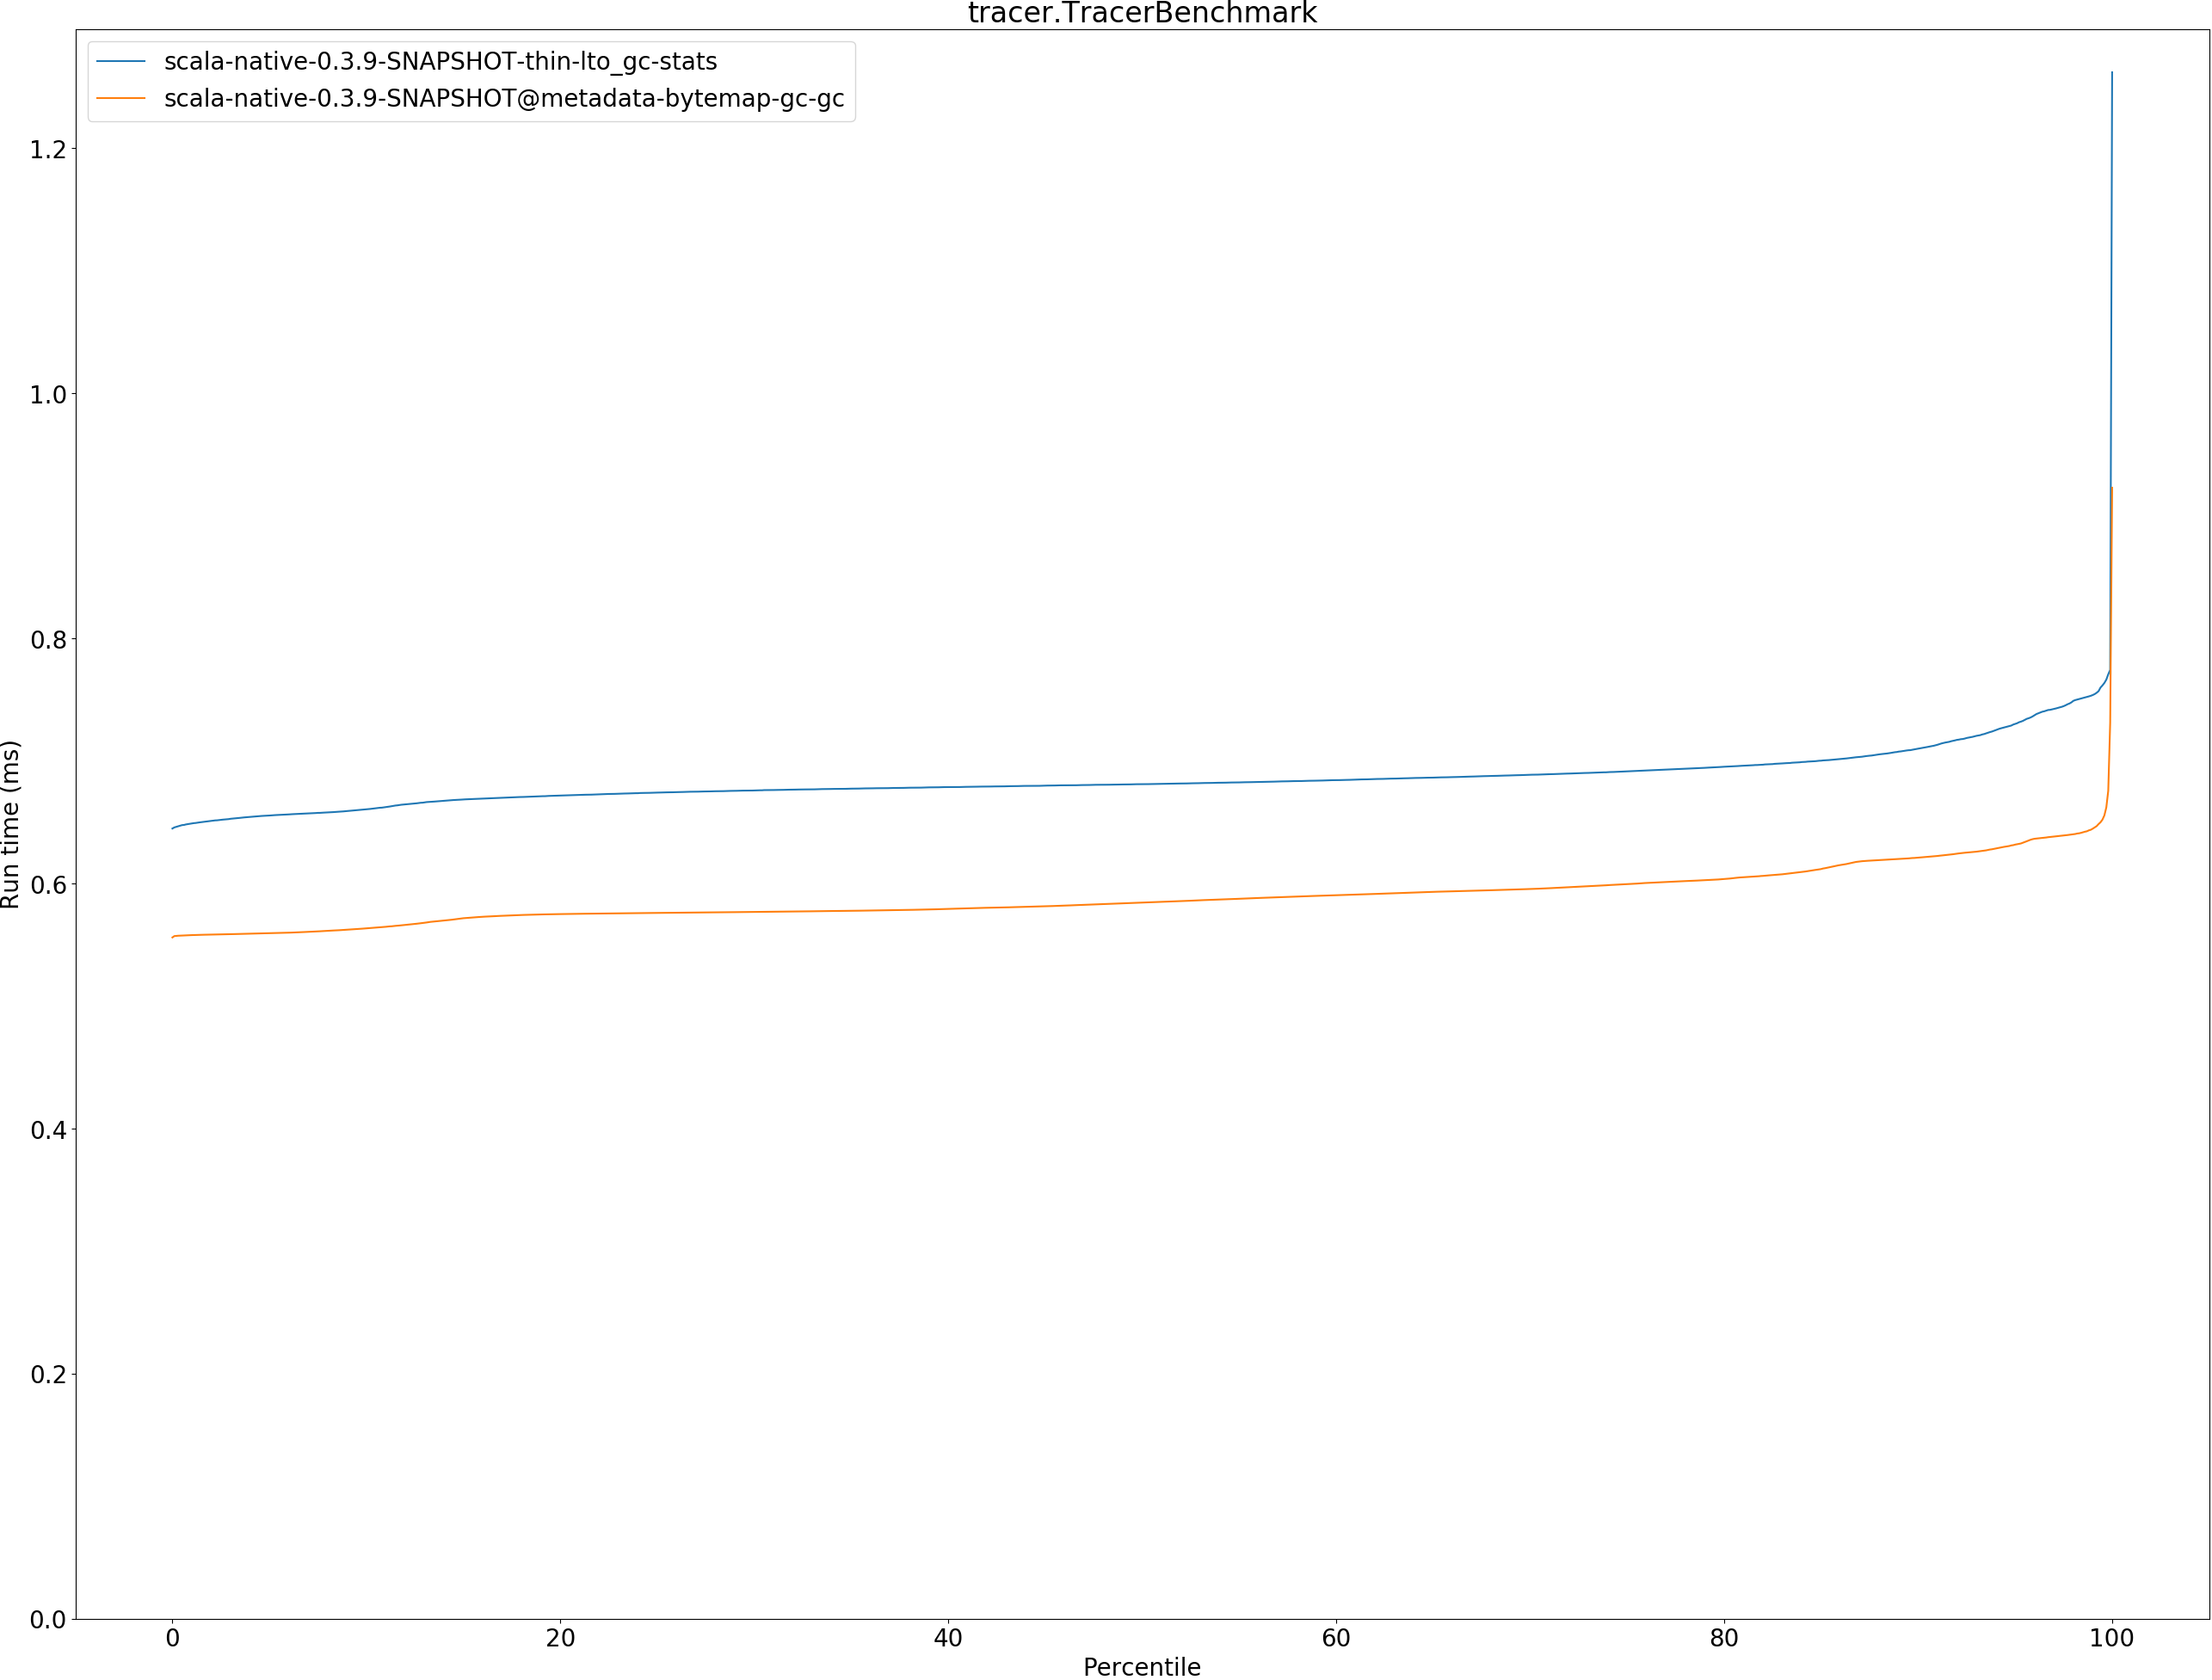 tracer.TracerBenchmark
scala-native-0.3.9-SNAPSHOT-thin-lto_gc-stats
scala-native-0.3.9-SNAPSHOT@metadata-bytemap-gc-gc
1.2
1.0
0.8
0.6
0.4
0.2
0.0
Run time (ms)
0 20 40 60 80 100
Percentile